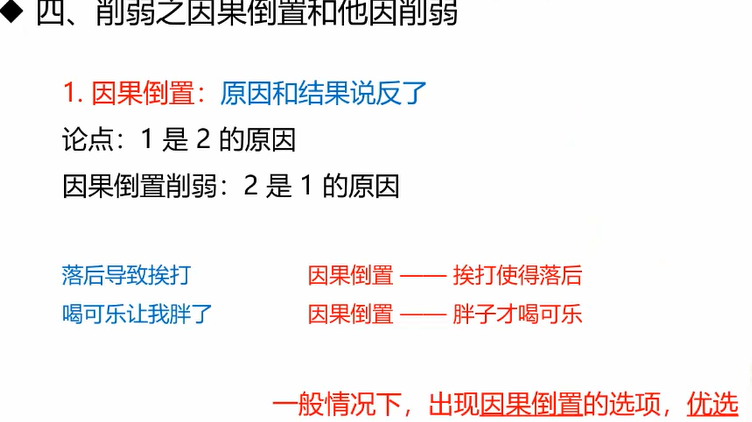 ◆ 四、削弱之因果倒置和他因削弱
1. 因果倒置：原因和结果说反了
论点：1 是 2 的原因
因果倒置削弱：2 是 1 的原因
落后导致挨打 因果倒置 —— 挨打使得落后
喝可乐让我胖了 因果倒置 —— 胖子才喝可乐
一般情况下，出现因果倒置的选项，优选